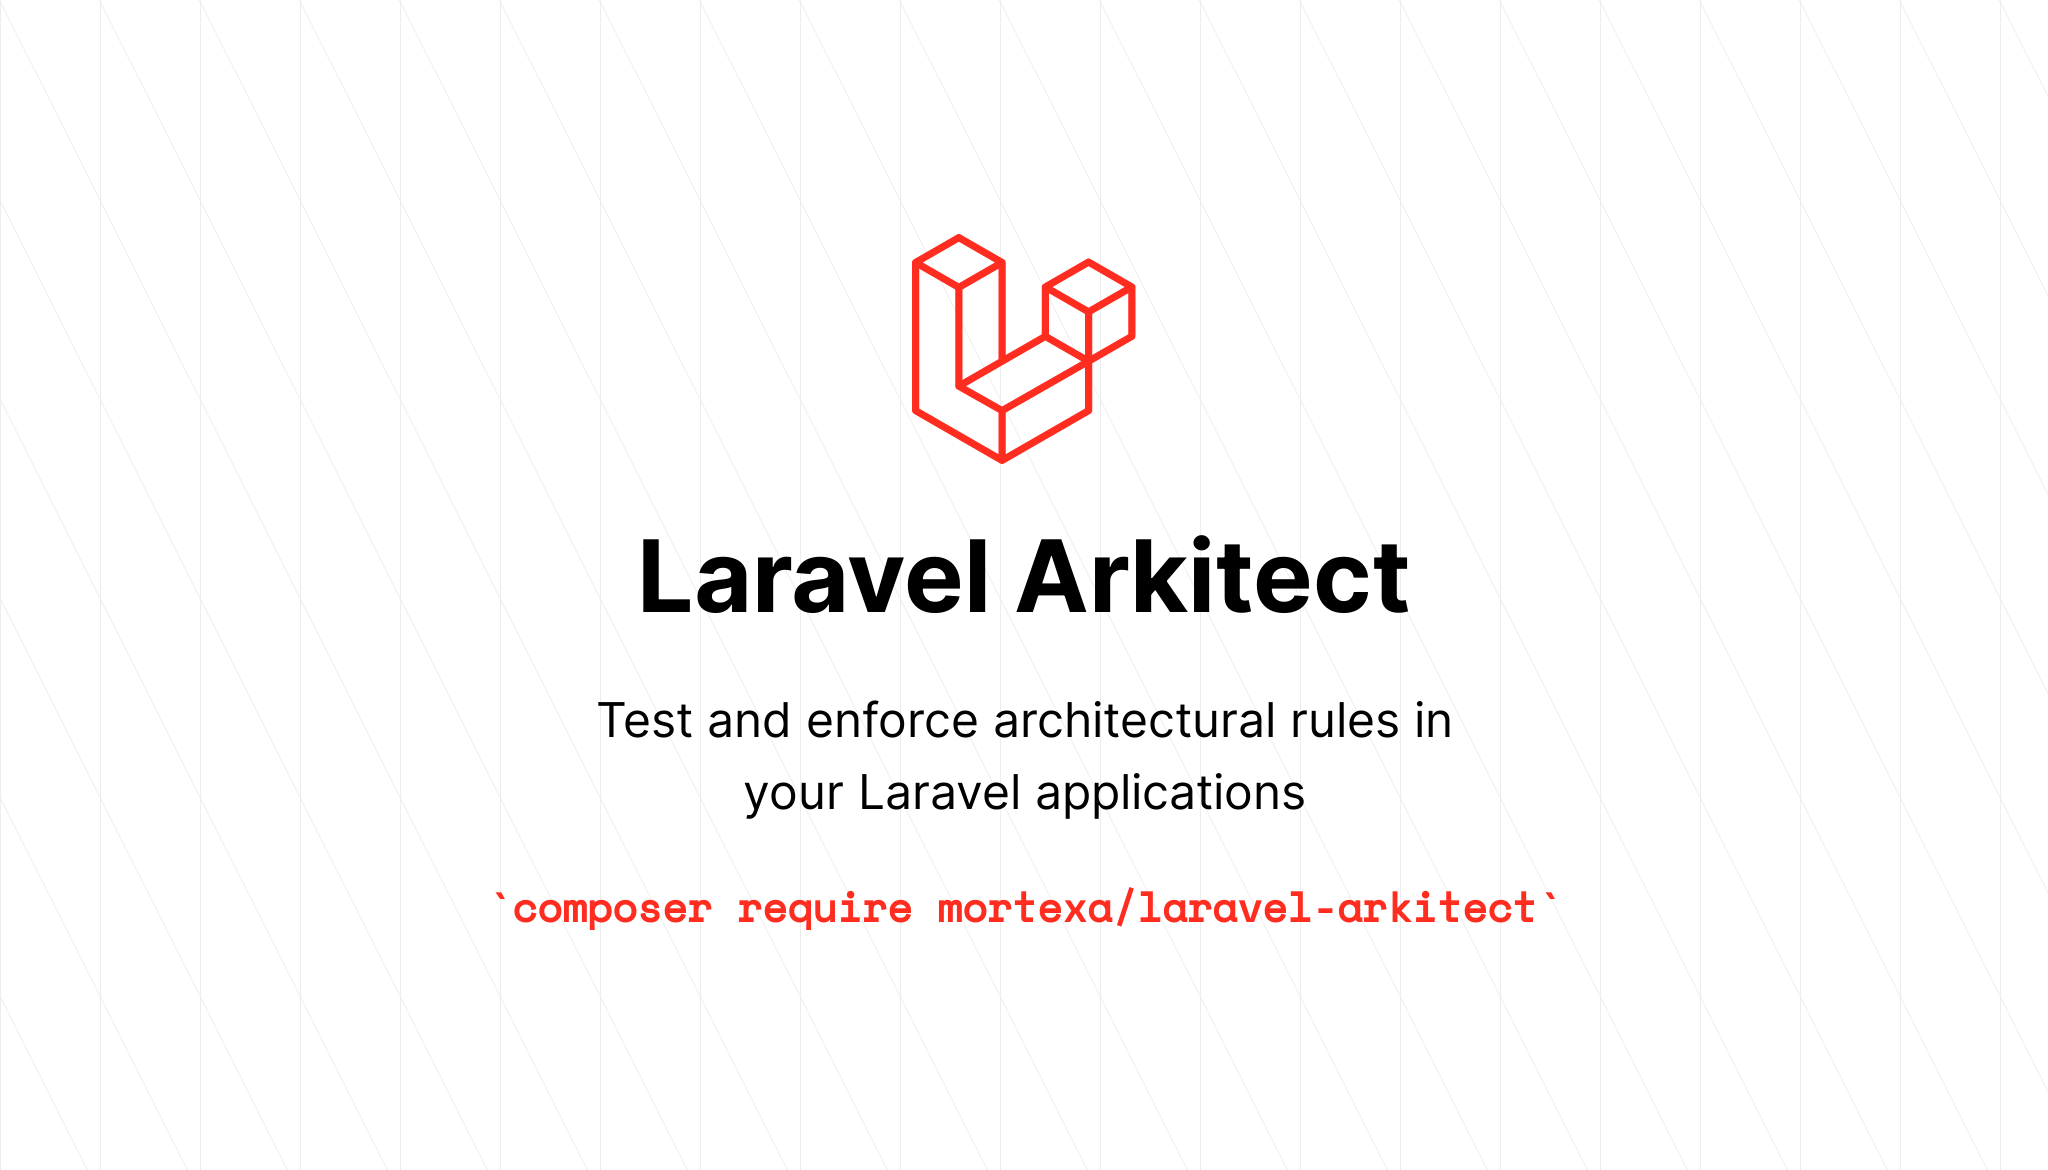 Laravel Arkitect
Test and enforce architectural rules in
your Laravel applications
`composer require mortexa/laravel-arkitect`